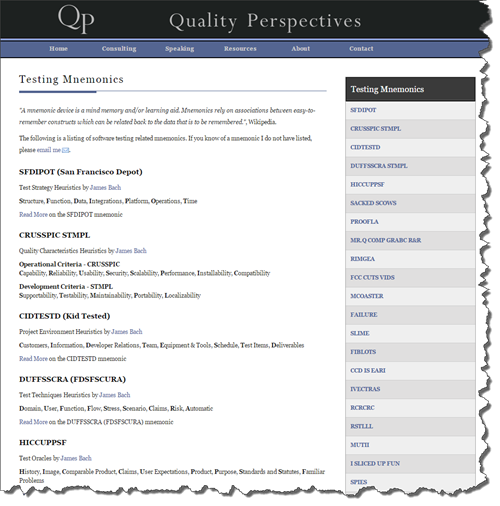 Qp Quality Perspectives
Home Consulting Speaking Resources About Contact
Testing Mnemonics
"A mnemonic device is a mind memory and/or learning aid. Mnemonics rely on associations between easy-to-
remember constructs which can be related back to the data that is to be remembered.", Wikipedia.
The following is a listing of software testing related mnemonics. If you know of a mnemonic I do not have listed,
please email me.
SFDIPOT (San Francisco Depot)
Test Strategy Heuristics by James Bach
Structure, Function, Data, Integrations, Platform, Operations, Time
Read More on the SFDIPOT mnemonic
CRUSSPIC STMPL
Quality Characteristics Heuristics by James Bach
Operational Criteria - CRUSSPIC
Capability, Reliability, Usability, Security, Scalability, Performance, Installability, Compatibility
Development Criteria - STMPL
Supportability, Testability, Maintainability, Portability, Localizability
CIDTESTD (Kid Tested)
Project Environment Heuristics by James Bach
Customers, Information, Developer Relations, Team, Equipment & Tools, Schedule, Test Items, Deliverables
Read More on the CIDTESTD mnemonic
DUFFSSCRA (FDSFSCURA)
Test Techniques Heuristics by James Bach
Domain, User, Function, Flow, Stress, Scenario, Claims, Risk, Automatic
Read More on the DUFFSSCRA (FDSFSCURA) mnemonic
HICCUPPSF
Test Oracles by James Bach
History, Image, Comparable Product, Claims, User Expectations, Product, Purpose, Standards and Statutes, Familiar
Problems
Testing Mnemonics
SFDIPOT
CRUSSPIC STMPL
CIDTESTD
DUFFSSCRA STMPL
HICCUPPSF
SACKED SCOWS
PROOFLA
MR.Q COMP GRABC R&R
RIMGEA
FCC CUTS VIDS
MCOASTER
FAILURE
SLIME
FIBLOTS
CCD IS EARI
IVECTRAS
RCRCRC
RSTLLL
MUTII
I SLICED UP FUN
SPIES